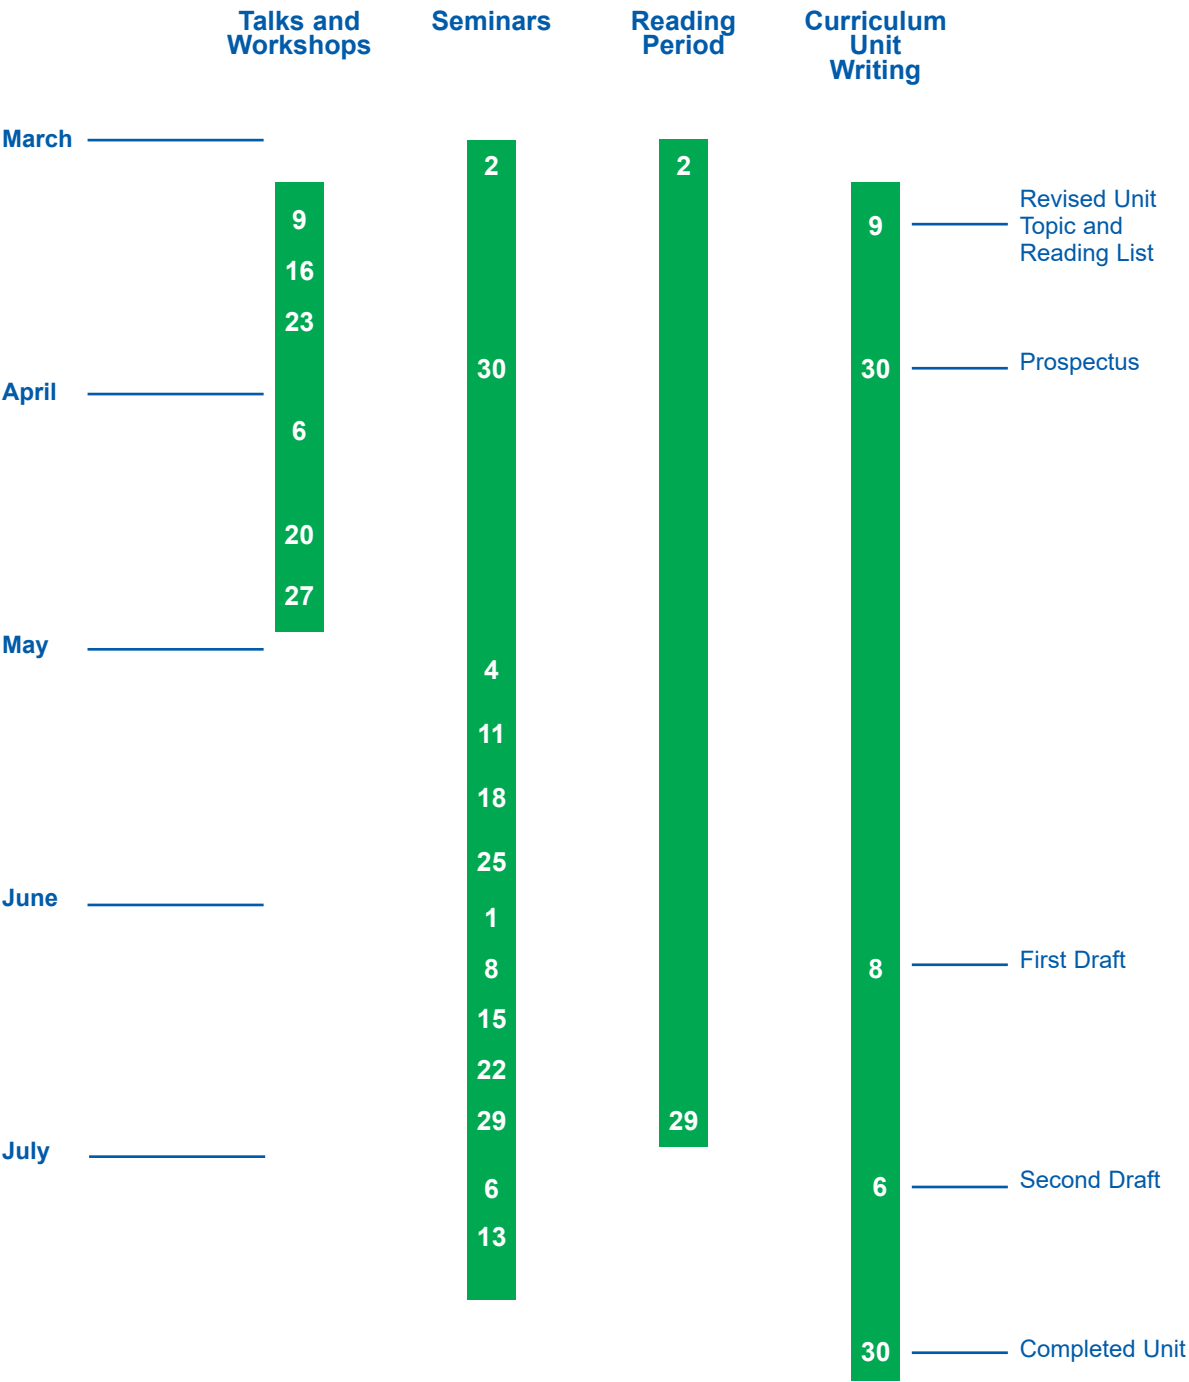 Talks and
Workshops
Seminars
Reading
Period
Curriculum
Unit
Writing
March
2
2
9
9
Revised Unit
Topic and
Reading List
16
23
30
30
Prospectus
April
6
20
27
May
4
11
18
25
June
1
8
8
First Draft
15
22
29
29
July
6
6
Second Draft
13
30
Completed Unit